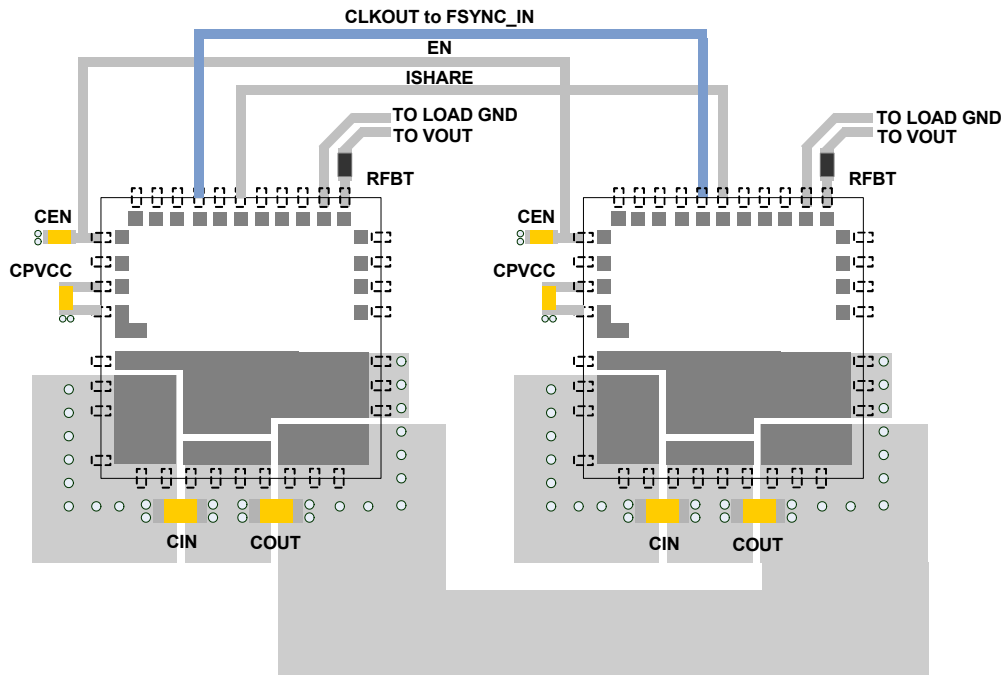 CLKOUT to FSYNC_IN
EN
ISHARE
TO LOAD GND
TO VOUT
RFBT
CEN
CPVCC
CIN
COUT
TO LOAD GND
TO VOUT
RFBT
CEN
CPVCC
CIN
COUT